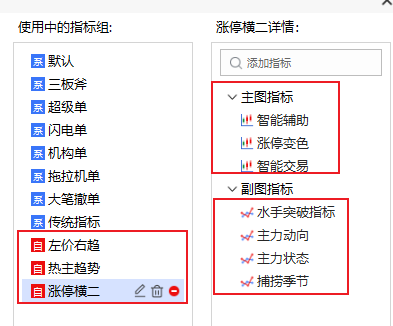 使用中的指标组:
系 默认
系 三板斧
系 超级单
系 闪电单
系 机构单
系 拖拉机单
系 大笔撤单
系 传统指标
自 左价右趋
自 热主趋势
自 涨停横二
涨停横二详情:
添加指标
主图指标
智能辅助
涨停变色
智能交易
副图指标
水手突破指标
主力动向
主力状态
捕捞季节